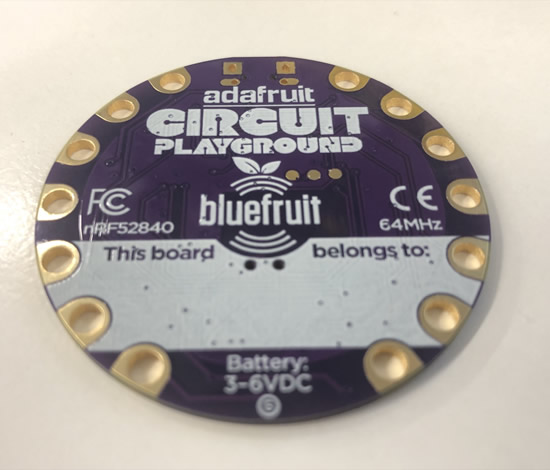 adafruit
CIRCUIT
PLAYGROUND
bluefruit
FC CE
nRF52840 64MHz
This board belongs to:
Battery:
3-6VDC